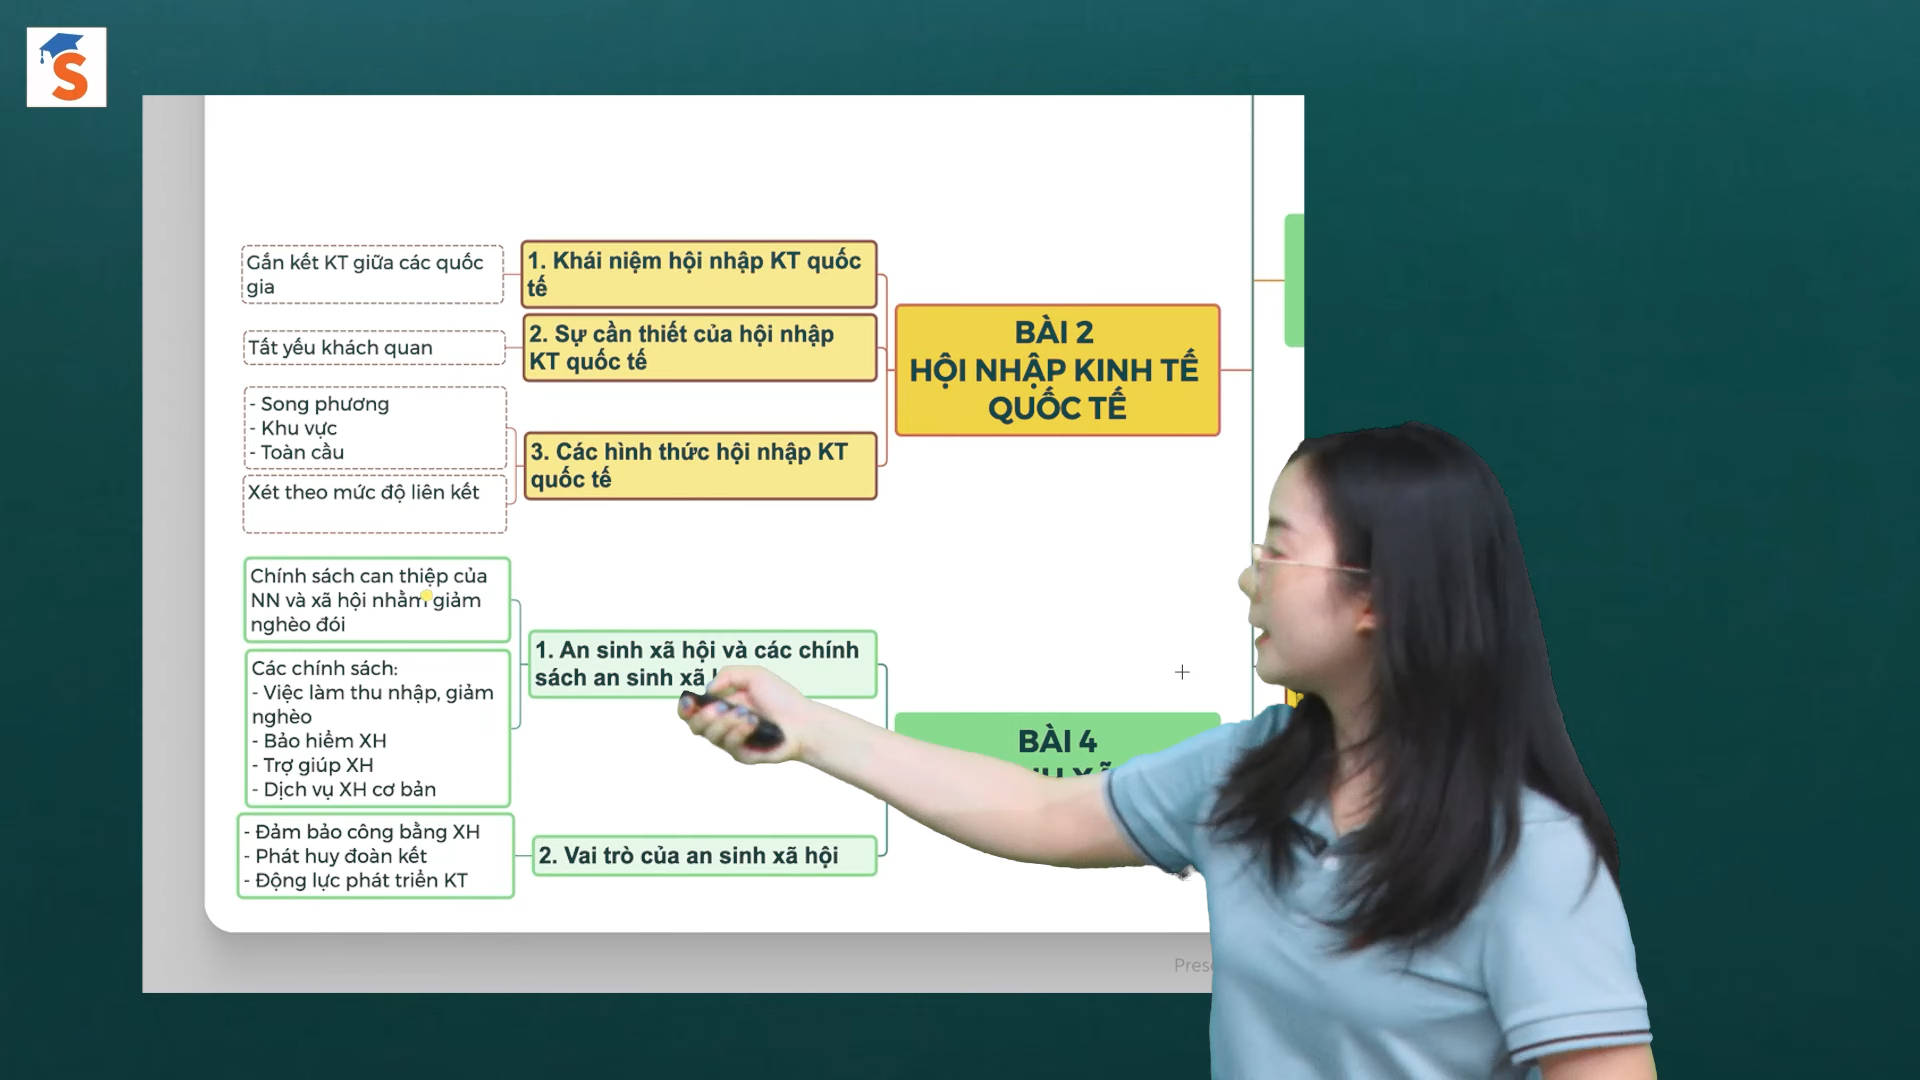 S
Gắn kết KT giữa các quốc
gia
1. Khái niệm hội nhập KT quốc
tế
Tất yếu khách quan
2. Sự cần thiết của hội nhập
KT quốc tế
- Song phương
- Khu vực
- Toàn cầu
Xét theo mức độ liên kết
3. Các hình thức hội nhập KT
quốc tế
BÀI 2
HỘI NHẬP KINH TẾ
QUỐC TẾ
Chính sách can thiệp của
NN và xã hội nhằm giảm
nghèo đói
Các chính sách:
- Việc làm thu nhập, giảm
nghèo
- Bảo hiểm XH
- Trợ giúp XH
- Dịch vụ XH cơ bản
1. An sinh xã hội và các chính
sách an sinh xã
- Đảm bảo công bằng XH
- Phát huy đoàn kết
- Động lực phát triển KT
2. Vai trò của an sinh xã hội
BÀI 4